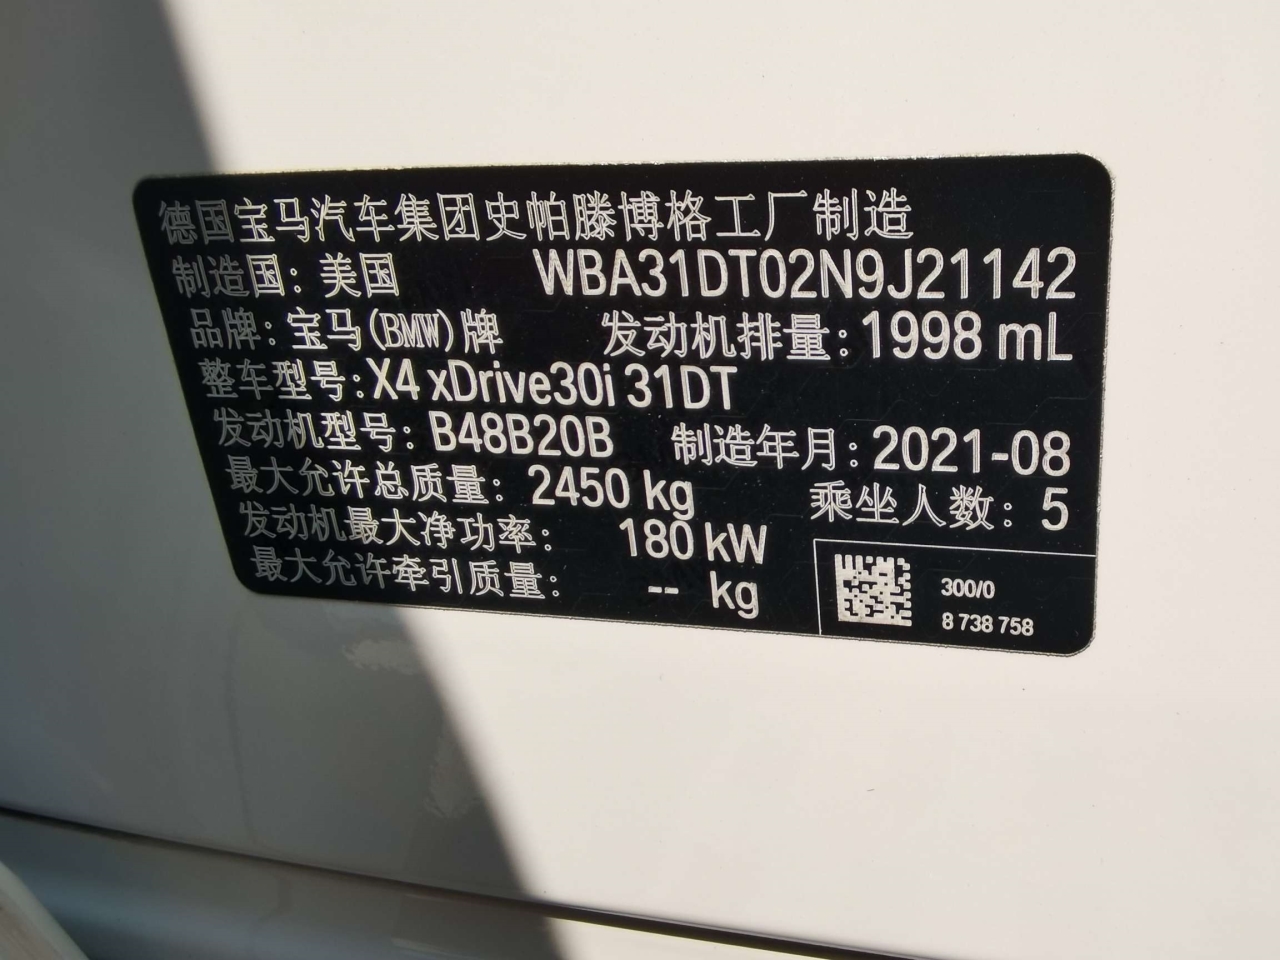 德国宝马汽车集团史帕滕博格工厂制造
制造国：美国 WBA31DT02N9J21142
品牌：宝马(BMW)牌 发动机排量：1998 mL
整车型号：X4 xDrive30i 31DT
发动机型号：B48B20B 制造年月：2021-08
最大允许总质量：2450 kg 乘坐人数：5
发动机最大净功率：180 kW
最大允许牵引质量：-- kg
300/0
8 738 758